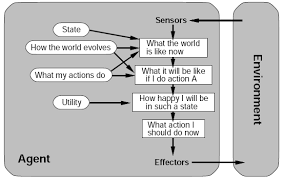 Sensors
State
How the world evolves
What the world
is like now
What my actions do
What it will be like
if I do action A
Utility
How happy I will be
in such a state
What action I
should do now
Agent
Effectors
Environment